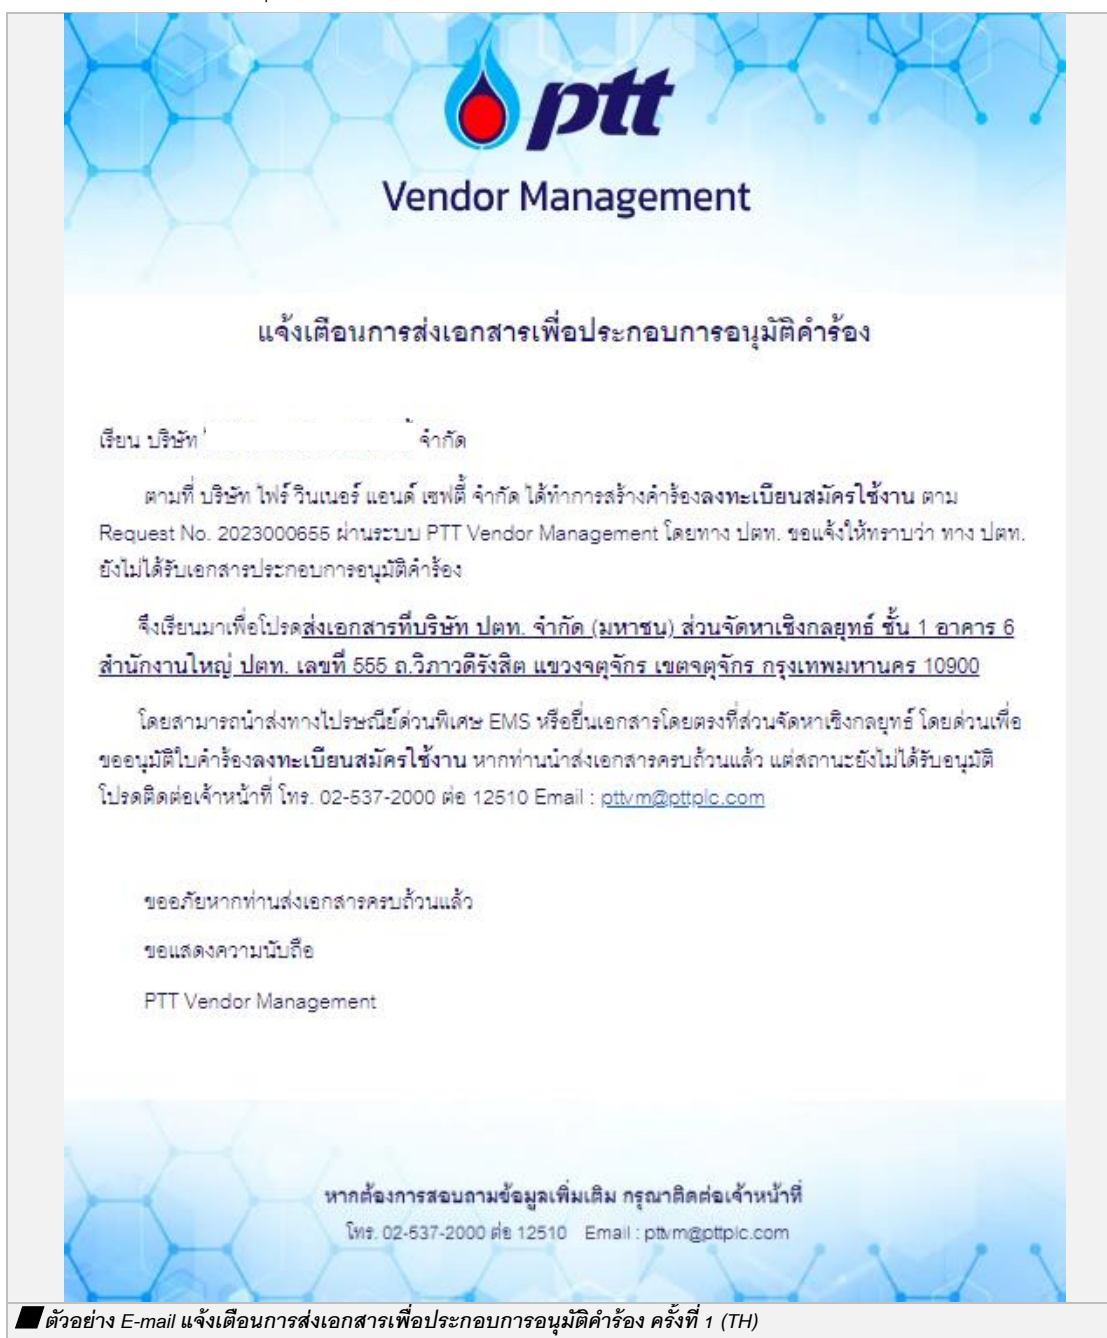 ptt
Vendor Management
แจ้งเตือนการส่งเอกสารเพื่อประกอบการอนุมัติคำร้อง
เรียน บริษัท จำกัด
ตามที่ บริษัท ไฟร์ วินเนอร์ แอนด์ เซฟตี้ จำกัด ได้ทำการสร้างคำร้องลงทะเบียนสมัครใช้งาน ตาม
Request No. 2023000655 ผ่านระบบ PTT Vendor Management โดยทาง ปตท. ขอแจ้งให้ทราบว่า ทาง ปตท.
ยังไม่ได้รับเอกสารประกอบการอนุมัติคำร้อง
จึงเรียนมาเพื่อโปรดส่งเอกสารที่บริษัท ปตท. จำกัด (มหาชน) ส่วนจัดหาเชิงกลยุทธ์ ชั้น 1 อาคาร 6
สำนักงานใหญ่ ปตท. เลขที่ 555 ถ.วิภาวดีรังสิต แขวงจตุจักร เขตจตุจักร กรุงเทพมหานคร 10900
โดยสามารถนำส่งทางไปรษณีย์ด่วนพิเศษ EMS หรือยื่นเอกสารโดยตรงที่ส่วนจัดหาเชิงกลยุทธ์ โดยด่วนเพื่อ
ขออนุมัติใบคำร้องลงทะเบียนสมัครใช้งาน หากท่านนำส่งเอกสารครบถ้วนแล้ว แต่สถานะยังไม่ได้รับอนุมัติ
โปรดติดต่อเจ้าหน้าที่ โทร. 02-537-2000 ต่อ 12510 Email : pttvm@pttplc.com
ขออภัยหากท่านส่งเอกสารครบถ้วนแล้ว
ขอแสดงความนับถือ
PTT Vendor Management
หากต้องการสอบถามข้อมูลเพิ่มเติม กรุณาติดต่อเจ้าหน้าที่
โทร. 02-537-2000 ต่อ 12510 Email : pttvm@pttplc.com
ตัวอย่าง E-mail แจ้งเตือนการส่งเอกสารเพื่อประกอบการอนุมัติคำร้อง ครั้งที่ 1 (TH)